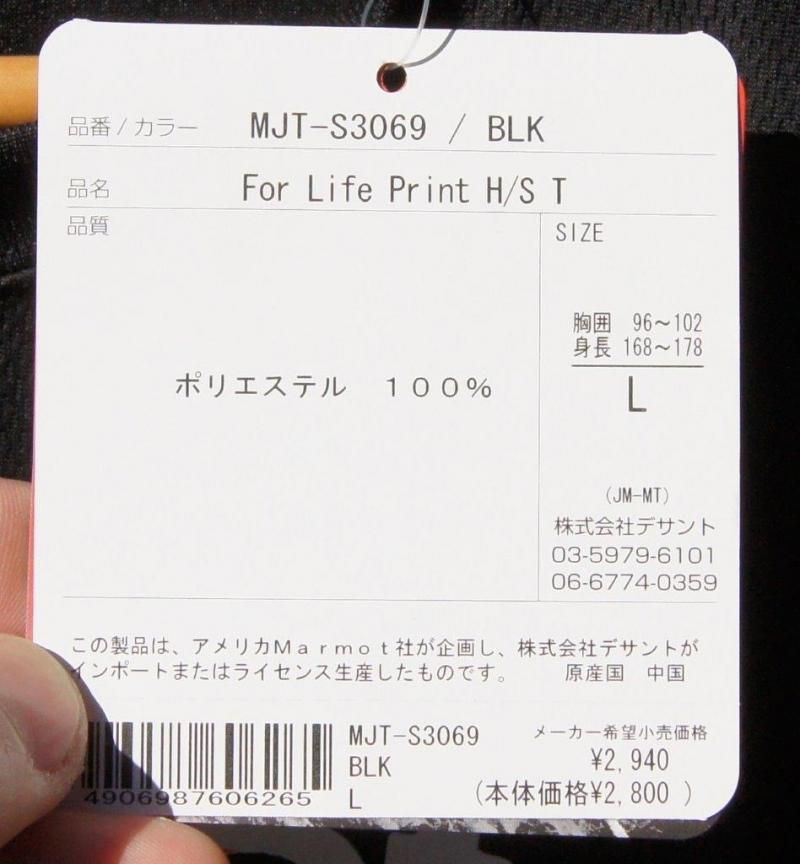 品番 / カラー MJT-S3069 / BLK
品名 For Life Print H/S T
品質
ポリエステル 100%
SIZE
胸囲 96~102
身長 168~178
L
(JM-MT)
株式会社デサント
03-5979-6101
06-6774-0359
この製品は、アメリカMarmot社が企画し、株式会社デサントが
インポートまたはライセンス生産したものです。 原産国 中国
4906987606265
MJT-S3069
BLK
L
メーカー希望小売価格
¥2,940
(本体価格¥2,800 )